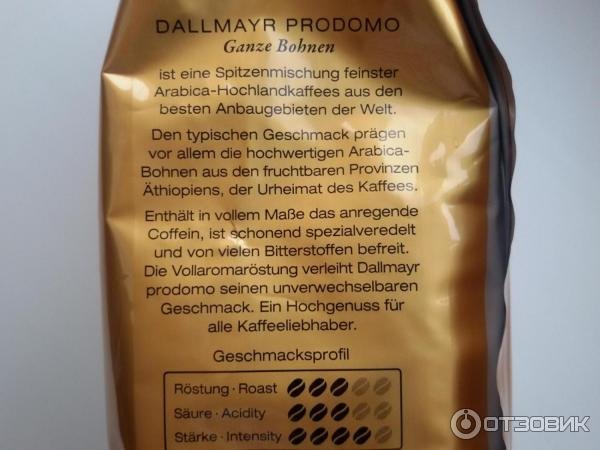 DALLMAYR PRODOMO
Ganze Bohnen
ist eine Spitzenmischung feinster
Arabica-Hochlandkaffees aus den
besten Anbaugebieten der Welt.
Den typischen Geschmack prägen
vor allem die hochwertigen Arabica-
Bohnen aus den fruchtbaren Provinzen
Äthiopiens, der Urheimat des Kaffees.
Enthält in vollem Maße das anregende
Coffein, ist schonend spezialveredelt
und von vielen Bitterstoffen befreit.
Die Vollaromaröstung verleiht Dallmayr
prodomo seinen unverwechselbaren
Geschmack. Ein Hochgenuss für
alle Kaffeeliebhaber.
Geschmacksprofil
Röstung · Roast
Säure · Acidity
Stärke · Intensity
ОТЗОВИК